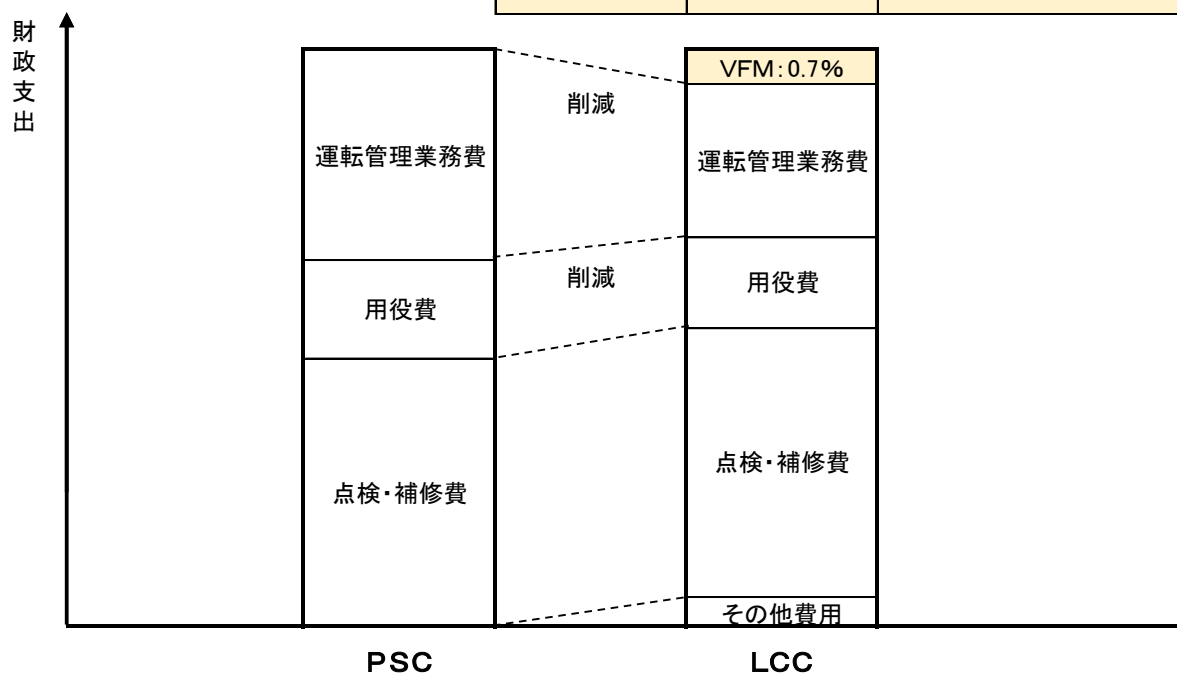 財政支出
VFM:0.7%
削減
運転管理業務費
運転管理業務費
削減
用役費
用役費
点検・補修費
点検・補修費
その他費用
PSC
LCC